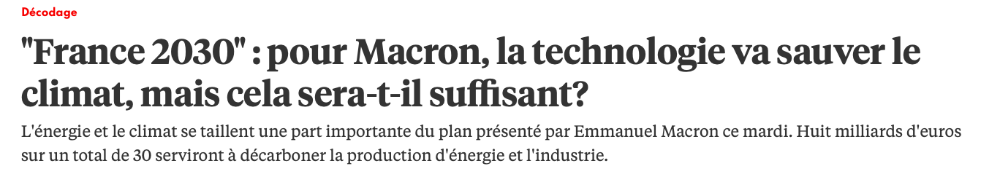 Décodage
"France 2030" : pour Macron, la technologie va sauver le
climat, mais cela sera-t-il suffisant?
L'énergie et le climat se taillent une part importante du plan présenté par Emmanuel Macron ce mardi. Huit milliards d'euros
sur un total de 30 serviront à décarboner la production d'énergie et l'industrie.